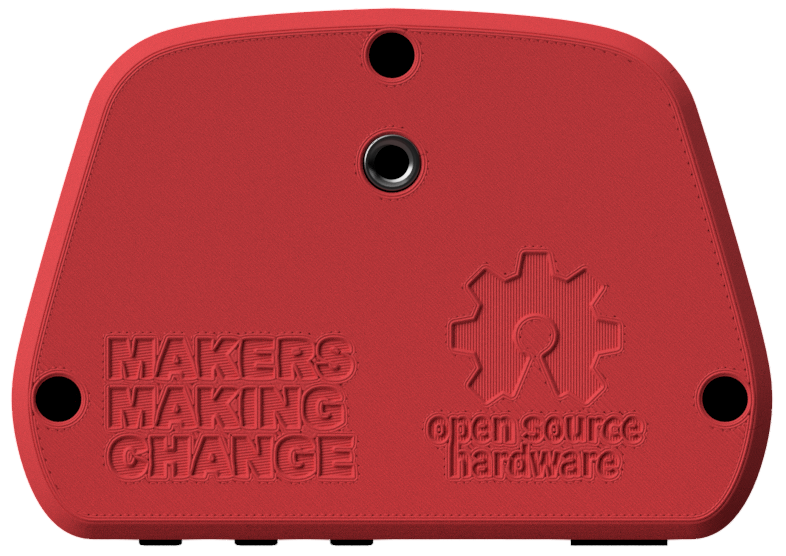 MAKERS
MAKING
CHANGE
open source
hardware